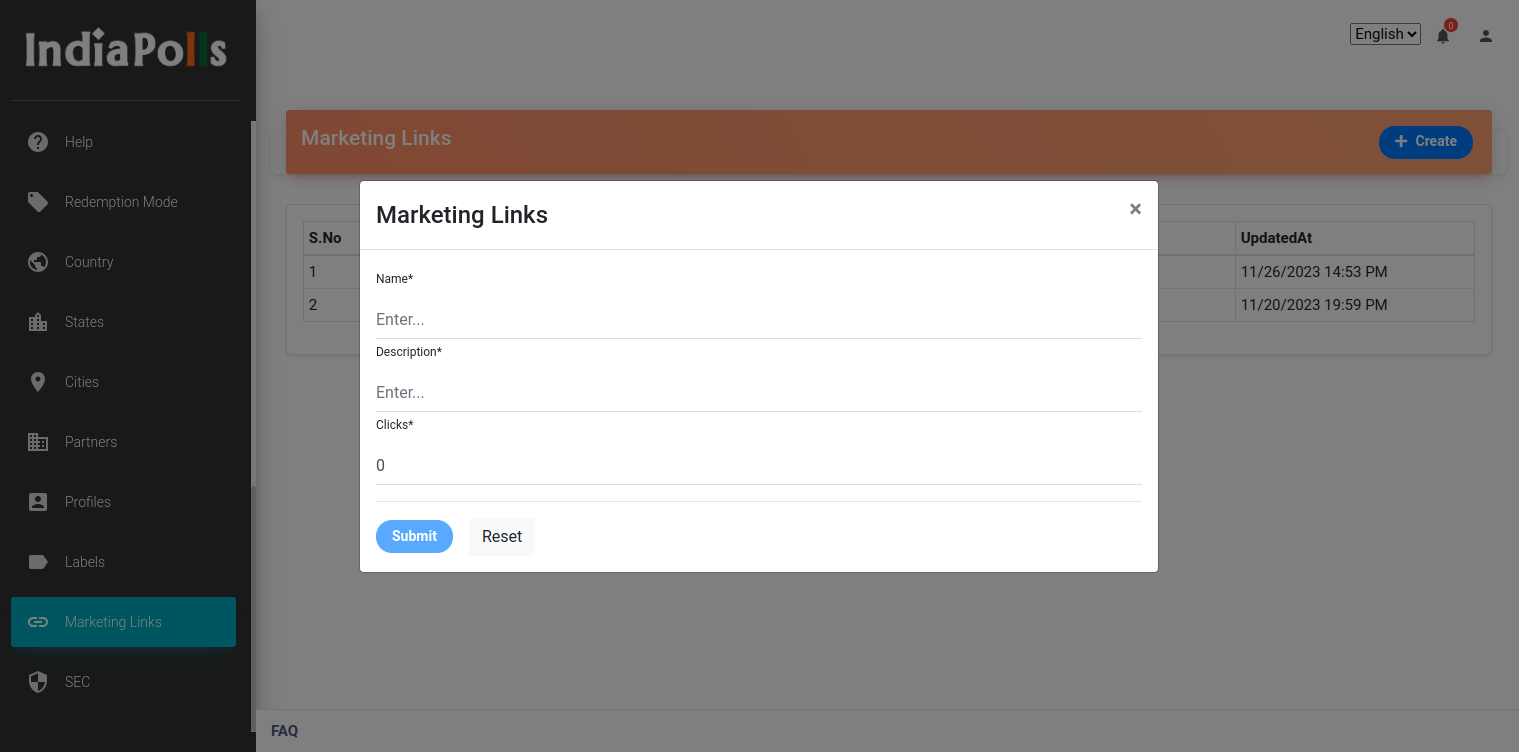 IndiaPolls
English
0
Help
Redemption Mode
Country
States
Cities
Partners
Profiles
Labels
Marketing Links
SEC
Marketing Links
Create
S.No
UpdatedAt
1
11/26/2023 14:53 PM
2
11/20/2023 19:59 PM
Marketing Links
×
Name*
Enter...
Description*
Enter...
Clicks*
0
Submit
Reset
FAQ